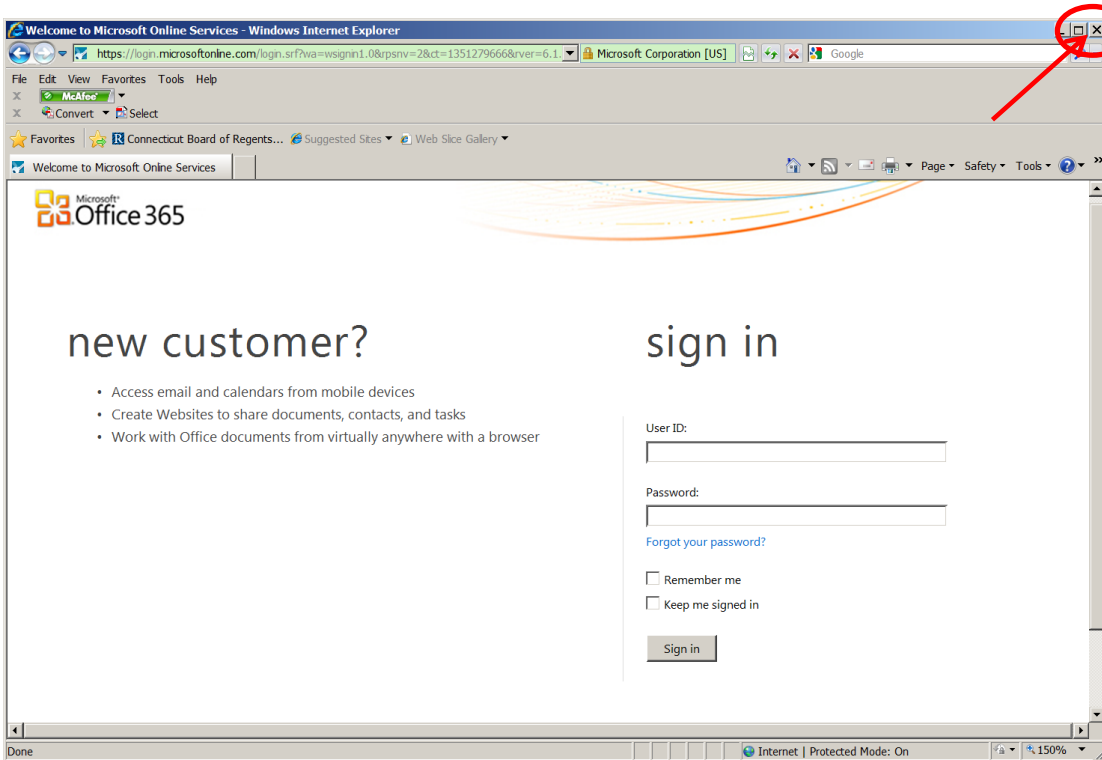 Welcome to Microsoft Online Services - Windows Internet Explorer
https://login.microsoftonline.com/login.srf?wa=wsignin1.0&rpsnv=2&ct=1351279666&rver=6.1. Microsoft Corporation [US] Google
File Edit View Favorites Tools Help
X McAfee
X Convert Select
Favorites Connecticut Board of Regents... Suggested Sites Web Slice Gallery
Welcome to Microsoft Online Services Page Safety Tools
Microsoft
Office 365
new customer? sign in
• Access email and calendars from mobile devices
• Create Websites to share documents, contacts, and tasks
• Work with Office documents from virtually anywhere with a browser
User ID:
Password:
Forgot your password?
Remember me
Keep me signed in
Sign in
Done Internet | Protected Mode: On 150%